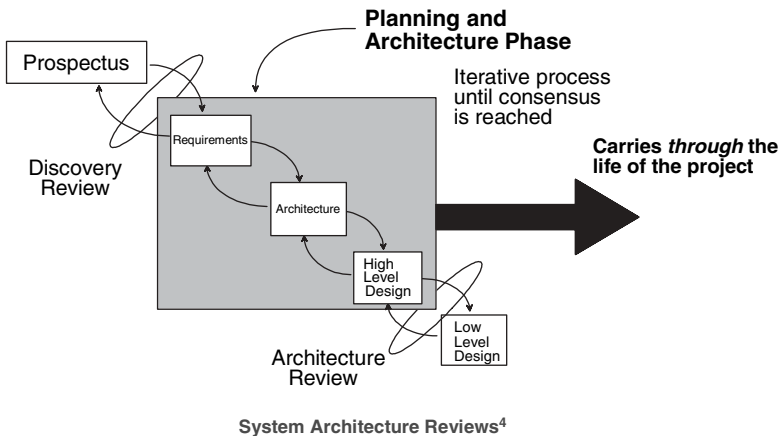 Planning and
Architecture Phase
Prospectus
Iterative process
until consensus
is reached
Requirements
Carries through the
life of the project
Discovery
Review
Architecture
High
Level
Design
Low
Level
Design
Architecture
Review
System Architecture Reviews4